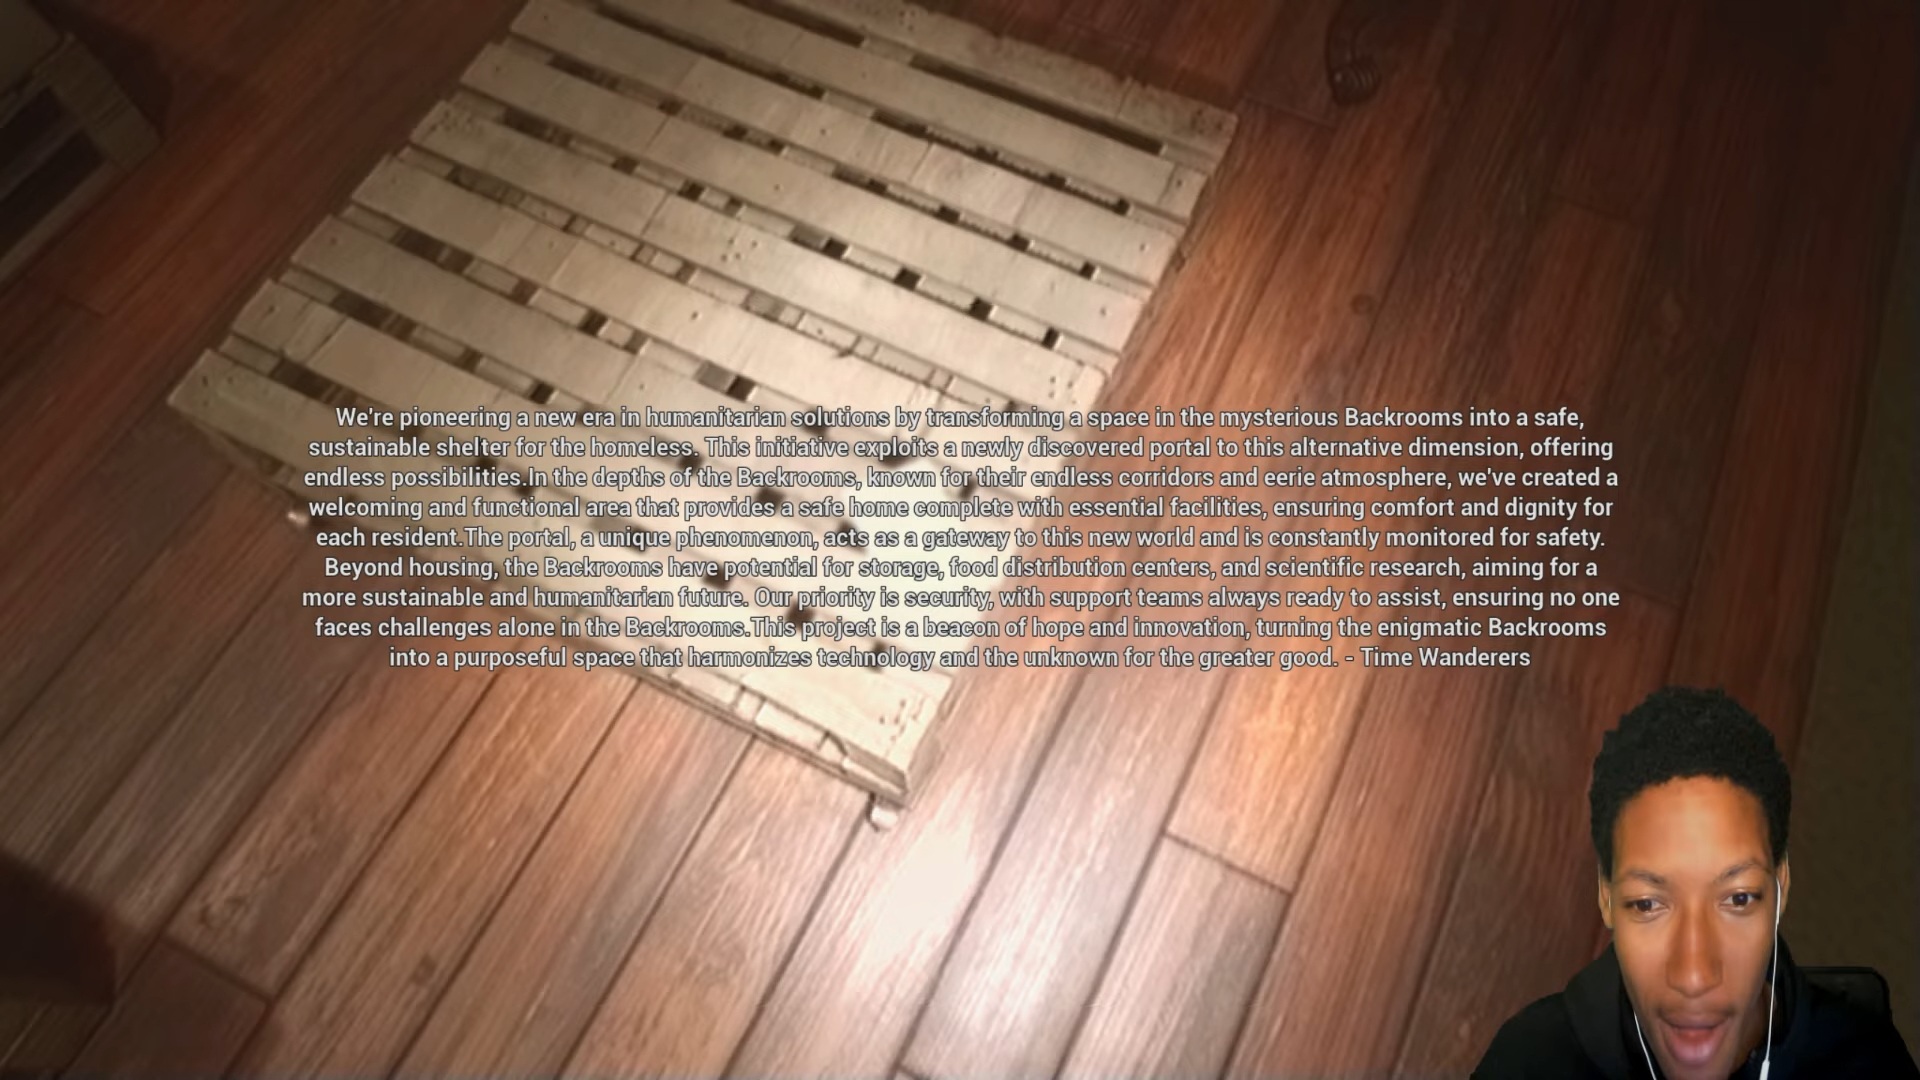 We're pioneering a new era in humanitarian solutions by transforming a space in the mysterious Backrooms into a safe,
sustainable shelter for the homeless. This initiative exploits a newly discovered portal to this alternative dimension, offering
endless possibilities.In the depths of the Backrooms, known for their endless corridors and eerie atmosphere, we've created a
welcoming and functional area that provides a safe home complete with essential facilities, ensuring comfort and dignity for
each resident.The portal, a unique phenomenon, acts as a gateway to this new world and is constantly monitored for safety.
Beyond housing, the Backrooms have potential for storage, food distribution centers, and scientific research, aiming for a
more sustainable and humanitarian future. Our priority is security, with support teams always ready to assist, ensuring no one
faces challenges alone in the Backrooms.This project is a beacon of hope and innovation, turning the enigmatic Backrooms
into a purposeful space that harmonizes technology and the unknown for the greater good. - Time Wanderers